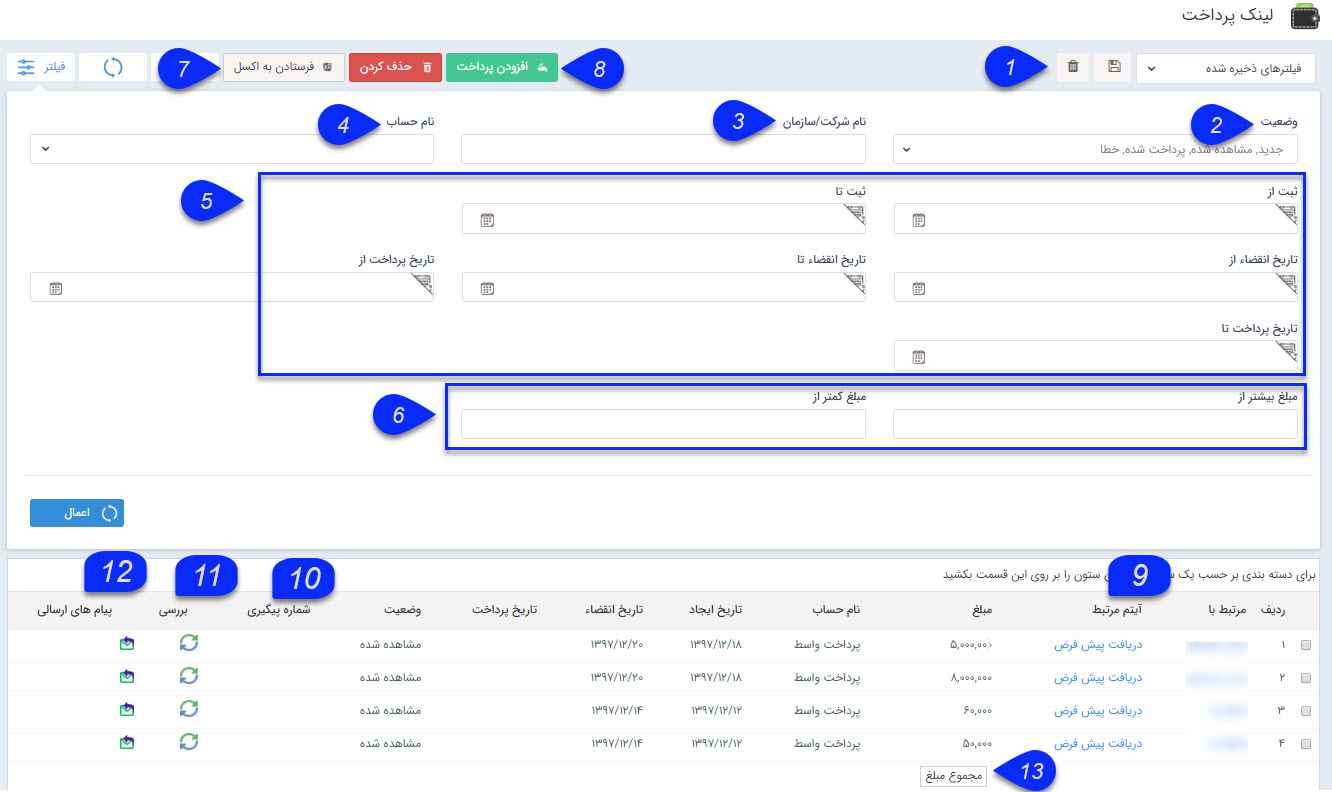 لینک پرداخت
فیلترهای ذخیره شده 1 8 افزودن پرداخت حذف کردن فرستادن به اکسل 7 فیلتر
وضعیت 2 نام شرکت/سازمان 3 نام حساب 4
جدید, مشاهده شده, پرداخت شده, خطا
ثبت از ثبت تا 5
تاریخ انقضاء از تاریخ انقضاء تا تاریخ پرداخت از
تاریخ پرداخت تا
مبلغ بیشتر از مبلغ کمتر از 6
اعمال
برای دسته بندی بر حسب یک ستون را بر روی این قسمت بکشید
9 10 11 12
ردیف مرتبط با آیتم مرتبط مبلغ نام حساب تاریخ ایجاد تاریخ انقضاء تاریخ پرداخت وضعیت شماره پیگیری بررسی پیام های ارسالی
۱ دریافت پیش فرض ۵,۰۰۰,۰۰۰ پرداخت واسط ۱۳۹۷/۱۲/۱۸ ۱۳۹۷/۱۲/۲۰ مشاهده شده
۲ دریافت پیش فرض ۸,۰۰۰,۰۰۰ پرداخت واسط ۱۳۹۷/۱۲/۱۸ ۱۳۹۷/۱۲/۲۰ مشاهده شده
۳ دریافت پیش فرض ۶۰,۰۰۰ پرداخت واسط ۱۳۹۷/۱۲/۱۲ ۱۳۹۷/۱۲/۱۴ مشاهده شده
۴ دریافت پیش فرض ۵۰,۰۰۰ پرداخت واسط ۱۳۹۷/۱۲/۱۲ ۱۳۹۷/۱۲/۱۴ مشاهده شده
13 مجموع مبلغ